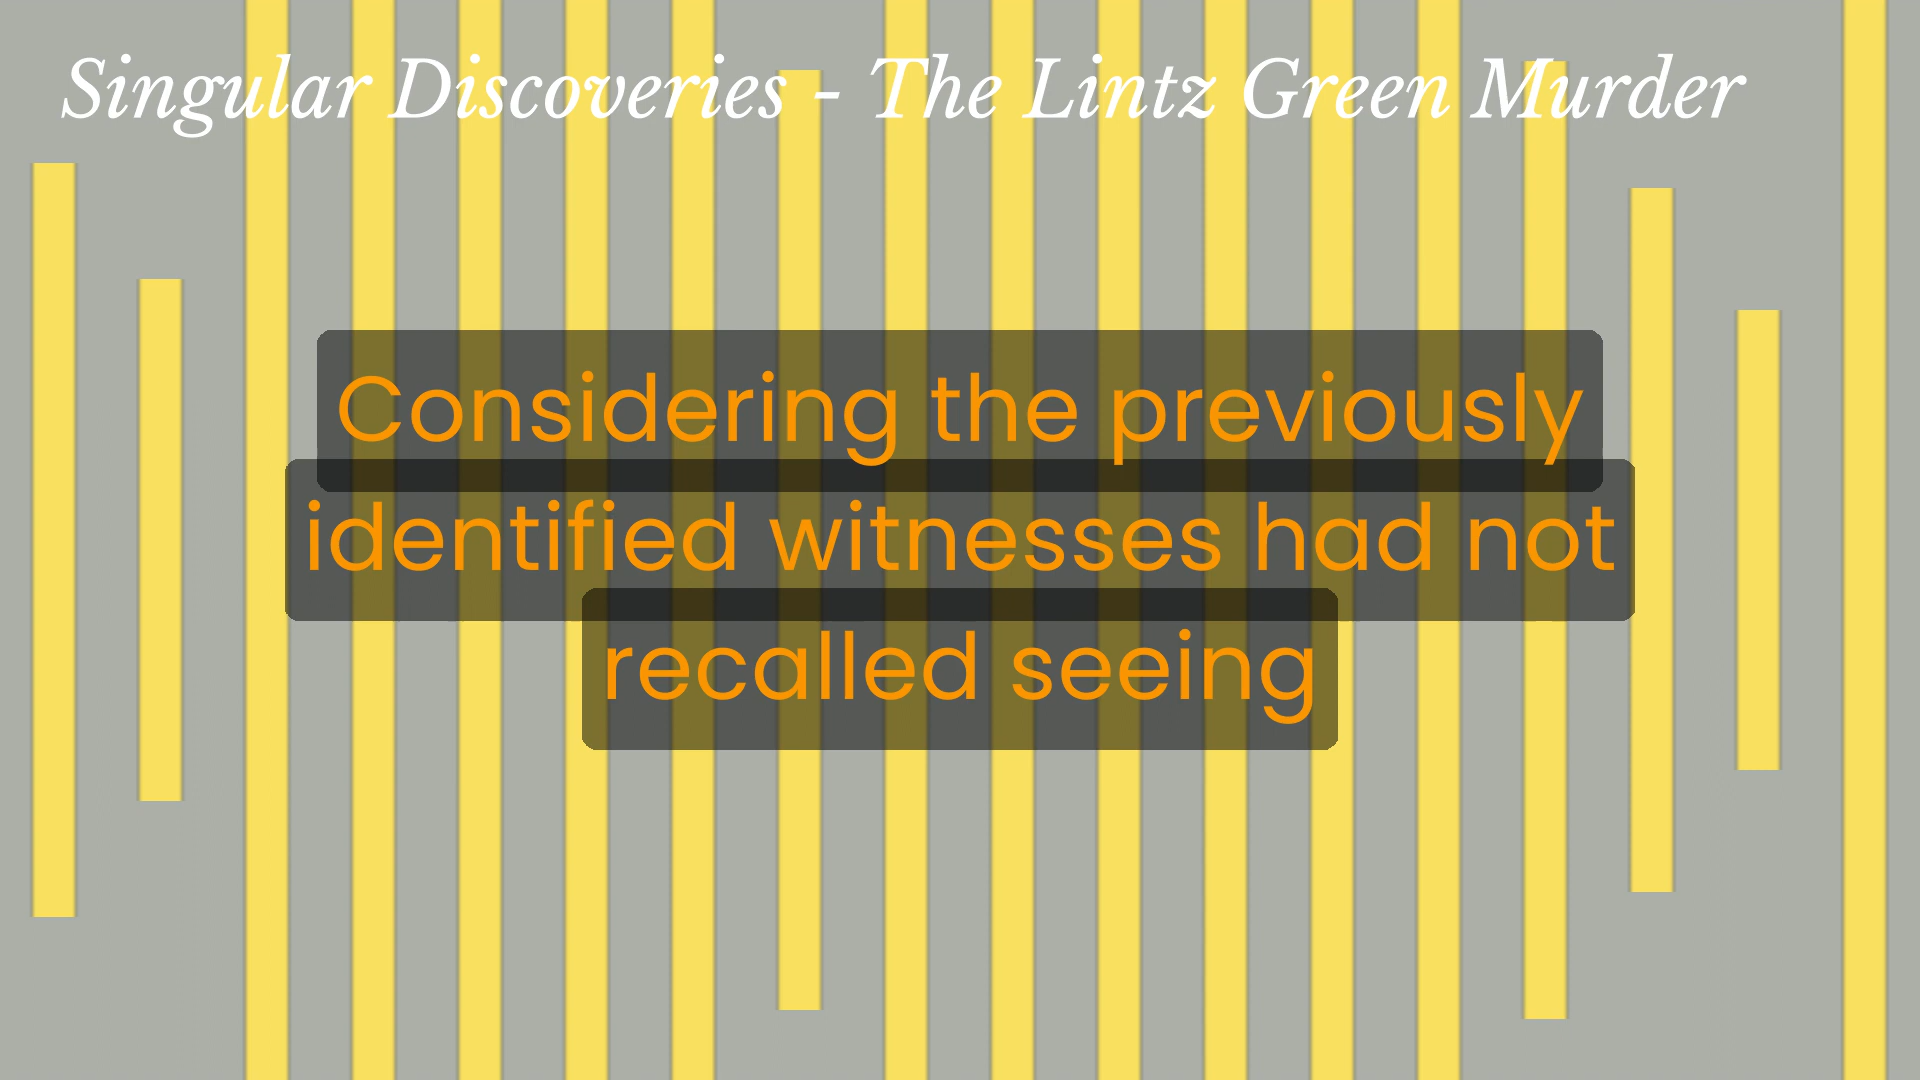 Singular Discoveries - The Lintz Green Murder
Considering the previously
identified witnesses had not
recalled seeing